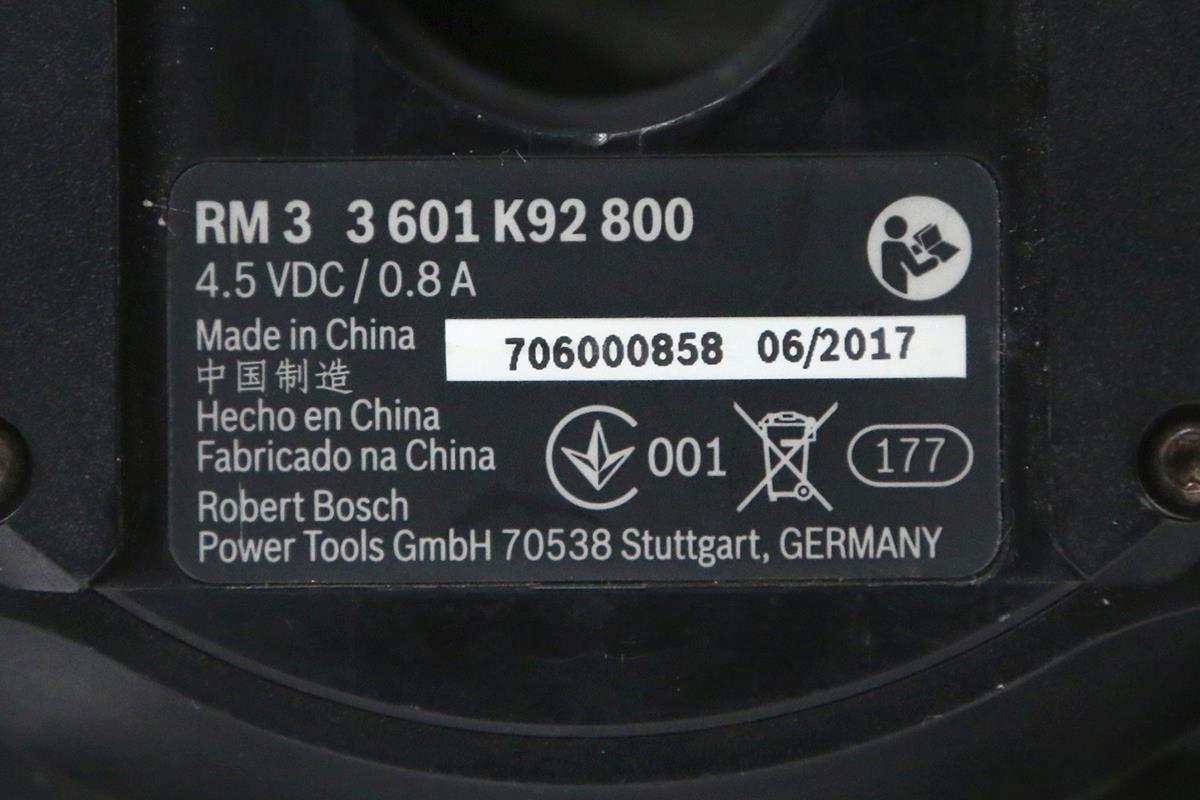 RM 3 3 601 K92 800
4.5 VDC / 0.8 A
Made in China
706000858 06/2017
中国制造
Hecho en China
Fabricado na China
001
177
Robert Bosch
Power Tools GmbH 70538 Stuttgart, GERMANY